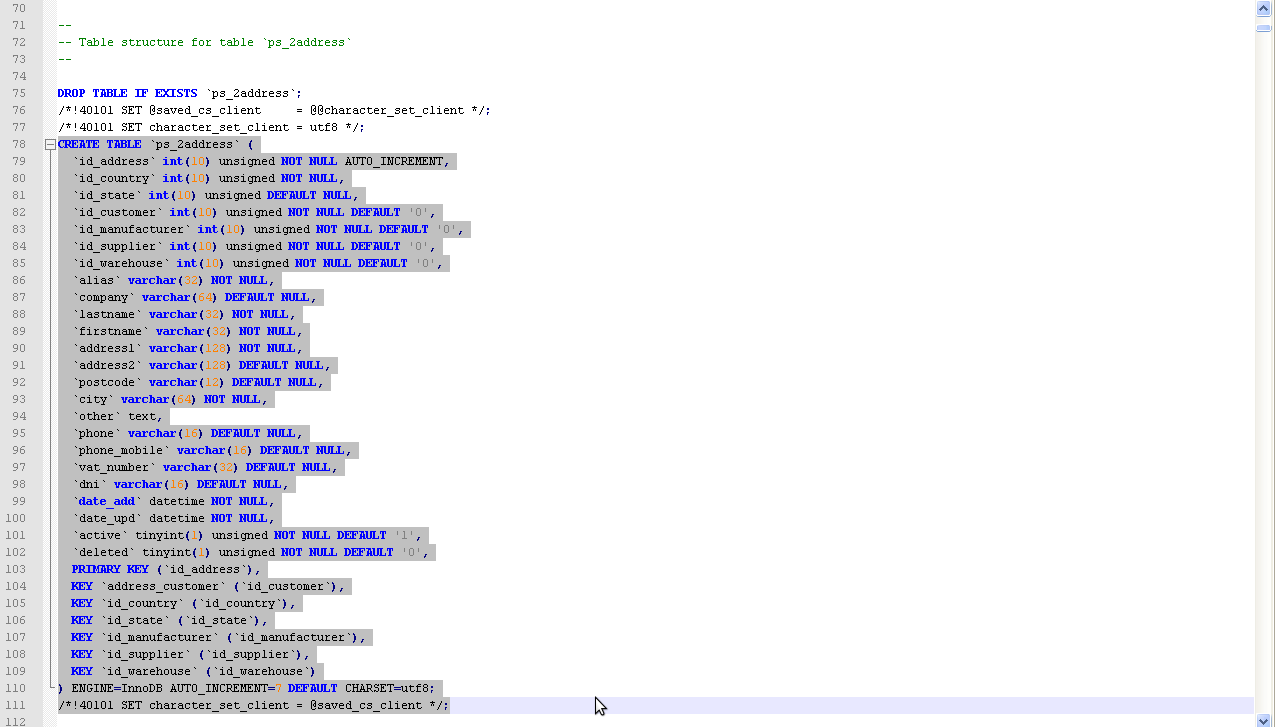 70
71 --
72 -- Table structure for table `ps_2address`
73 --
74
75 DROP TABLE IF EXISTS `ps_2address`;
76 /*!40101 SET @saved_cs_client     = @@character_set_client */;
77 /*!40101 SET character_set_client = utf8 */;
78 CREATE TABLE `ps_2address` (
79   `id_address` int(10) unsigned NOT NULL AUTO_INCREMENT,
80   `id_country` int(10) unsigned NOT NULL,
81   `id_state` int(10) unsigned DEFAULT NULL,
82   `id_customer` int(10) unsigned NOT NULL DEFAULT '0',
83   `id_manufacturer` int(10) unsigned NOT NULL DEFAULT '0',
84   `id_supplier` int(10) unsigned NOT NULL DEFAULT '0',
85   `id_warehouse` int(10) unsigned NOT NULL DEFAULT '0',
86   `alias` varchar(32) NOT NULL,
87   `company` varchar(64) DEFAULT NULL,
88   `lastname` varchar(32) NOT NULL,
89   `firstname` varchar(32) NOT NULL,
90   `address1` varchar(128) NOT NULL,
91   `address2` varchar(128) DEFAULT NULL,
92   `postcode` varchar(12) DEFAULT NULL,
93   `city` varchar(64) NOT NULL,
94   `other` text,
95   `phone` varchar(16) DEFAULT NULL,
96   `phone_mobile` varchar(16) DEFAULT NULL,
97   `vat_number` varchar(32) DEFAULT NULL,
98   `dni` varchar(16) DEFAULT NULL,
99   `date_add` datetime NOT NULL,
100   `date_upd` datetime NOT NULL,
101   `active` tinyint(1) unsigned NOT NULL DEFAULT '1',
102   `deleted` tinyint(1) unsigned NOT NULL DEFAULT '0',
103   PRIMARY KEY (`id_address`),
104   KEY `address_customer` (`id_customer`),
105   KEY `id_country` (`id_country`),
106   KEY `id_state` (`id_state`),
107   KEY `id_manufacturer` (`id_manufacturer`),
108   KEY `id_supplier` (`id_supplier`),
109   KEY `id_warehouse` (`id_warehouse`)
110 ) ENGINE=InnoDB AUTO_INCREMENT=7 DEFAULT CHARSET=utf8;
111 /*!40101 SET character_set_client = @saved_cs_client */;
112